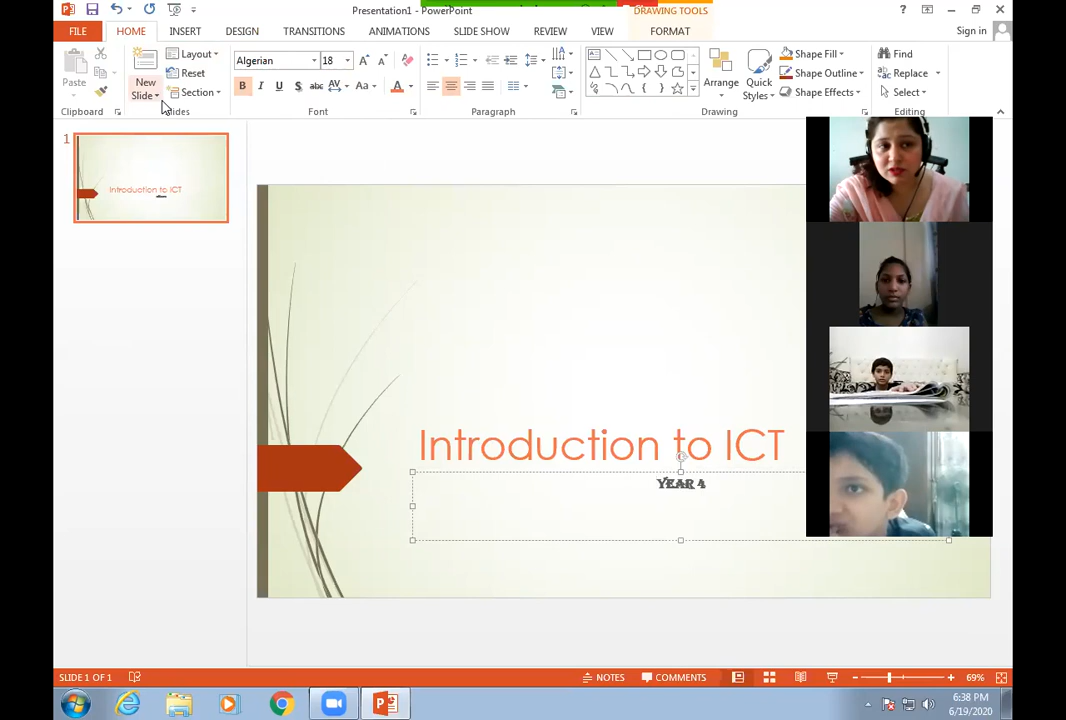 Presentation1 - PowerPoint
DRAWING TOOLS
FILE
HOME
INSERT
DESIGN
TRANSITIONS
ANIMATIONS
SLIDE SHOW
REVIEW
VIEW
FORMAT
Sign in
Paste
New
Slide
Layout
Reset
Section
Algerian
18
B I U S abc AV Aa A
Shape Fill
Shape Outline
Shape Effects
Arrange
Quick
Styles
Find
Replace
Select
Clipboard
Slides
Font
Paragraph
Drawing
Editing
1
Introduction to ICT
Introduction to ICT
YEAR 4
SLIDE 1 OF 1
NOTES
COMMENTS
69%
6:38 PM
6/19/2020